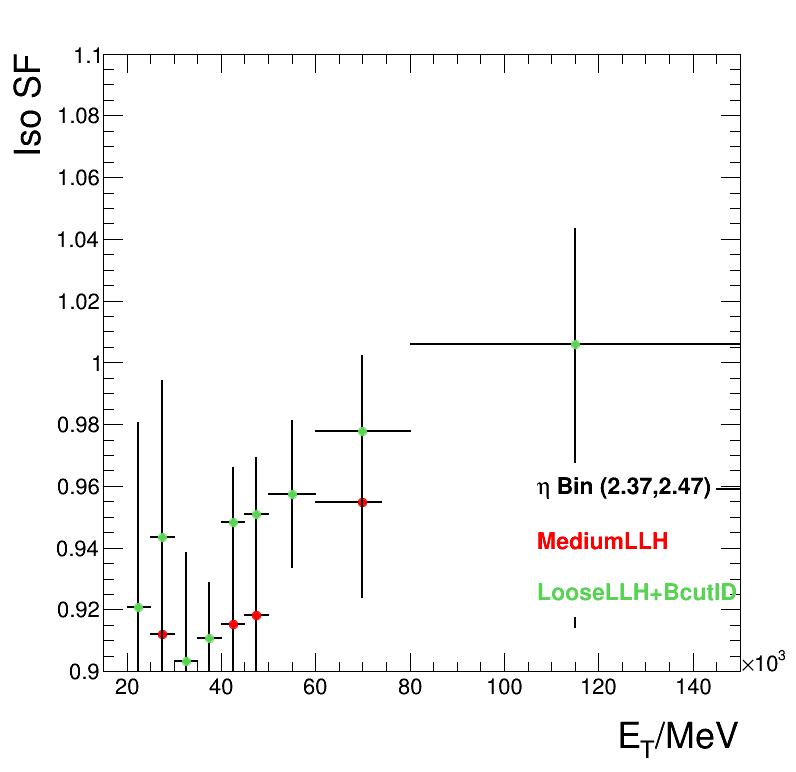 Iso SF
1.1
1.08
1.06
1.04
1.02
1
0.98
0.96
0.94
0.92
0.9
η Bin (2.37,2.47)
MediumLLH
LooseLLH+BcutID
20 40 60 80 100 120 140
×10³
E_T/MeV